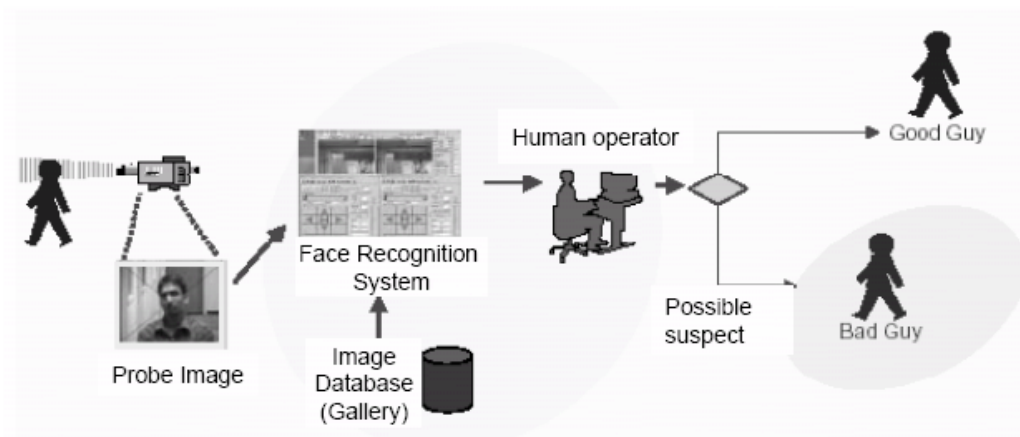 Human operator
Good Guy
Face Recognition
System
Possible
suspect
Bad Guy
Probe Image
Image
Database
(Gallery)